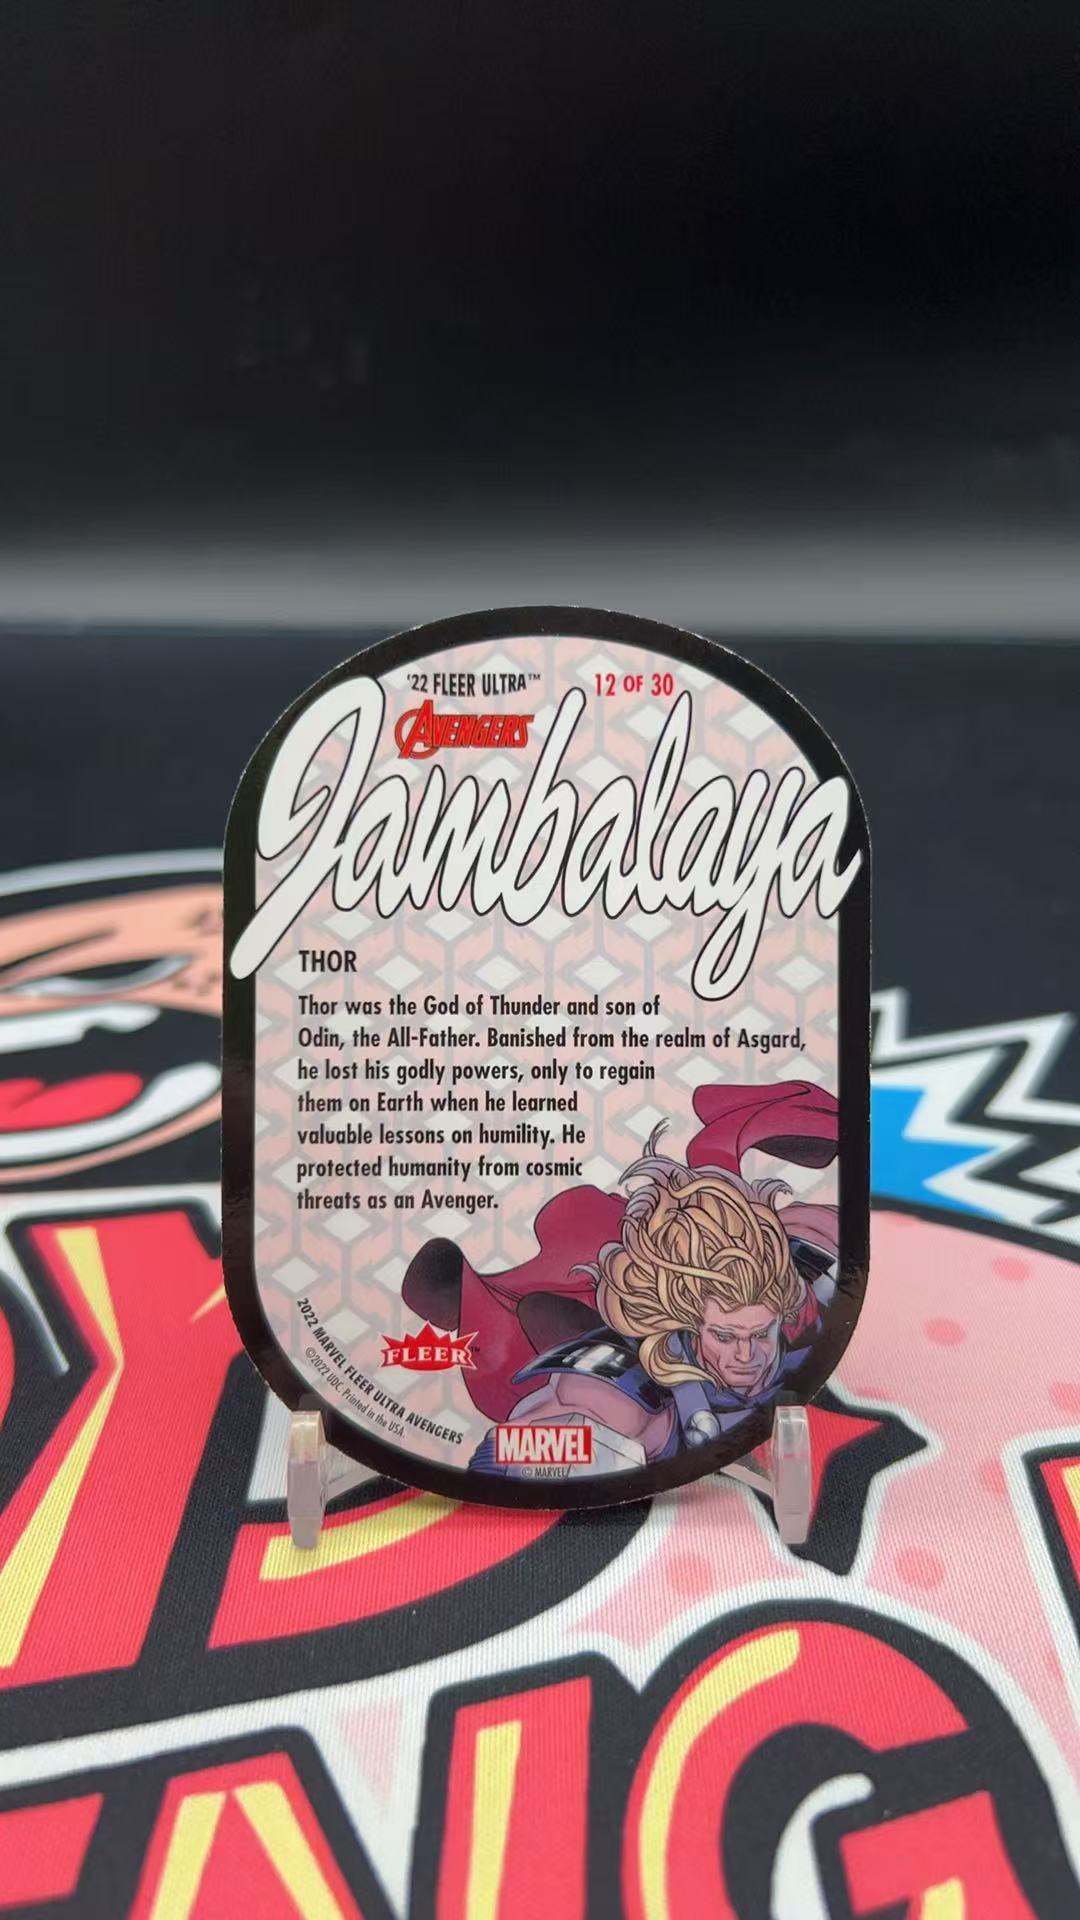 '22 FLEER ULTRA™
12 OF 30
AVENGERS
Jambalaya
THOR
Thor was the God of Thunder and son of
Odin, the All-Father. Banished from the realm of Asgard,
he lost his godly powers, only to regain
them on Earth when he learned
valuable lessons on humility. He
protected humanity from cosmic
threats as an Avenger.
2022 MARVEL FLEER ULTRA AVENGERS
©2022 UDC. Printed in the USA.
FLEER™
MARVEL
© MARVEL